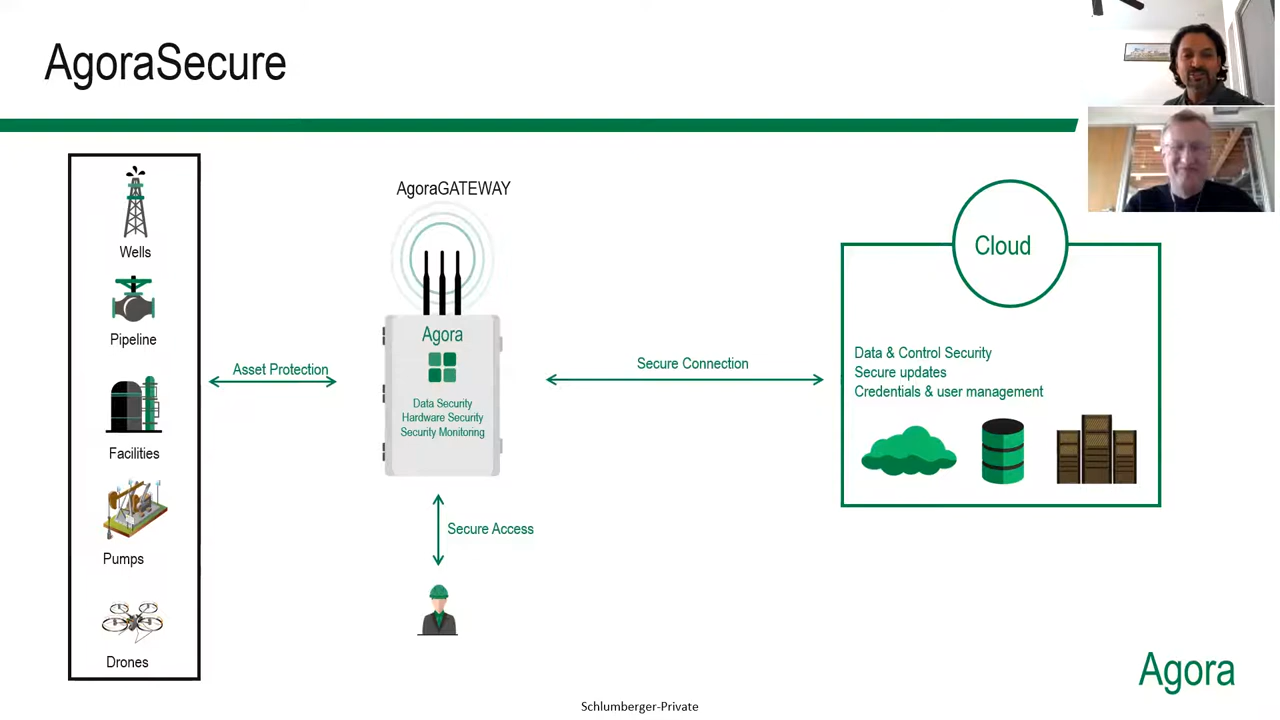 AgoraSecure
Wells
Pipeline
Facilities
Pumps
Drones
Asset Protection
AgoraGATEWAY
Agora
Data Security
Hardware Security
Security Monitoring
Secure Access
Secure Connection
Cloud
Data & Control Security
Secure updates
Credentials & user management
Agora
Schlumberger-Private